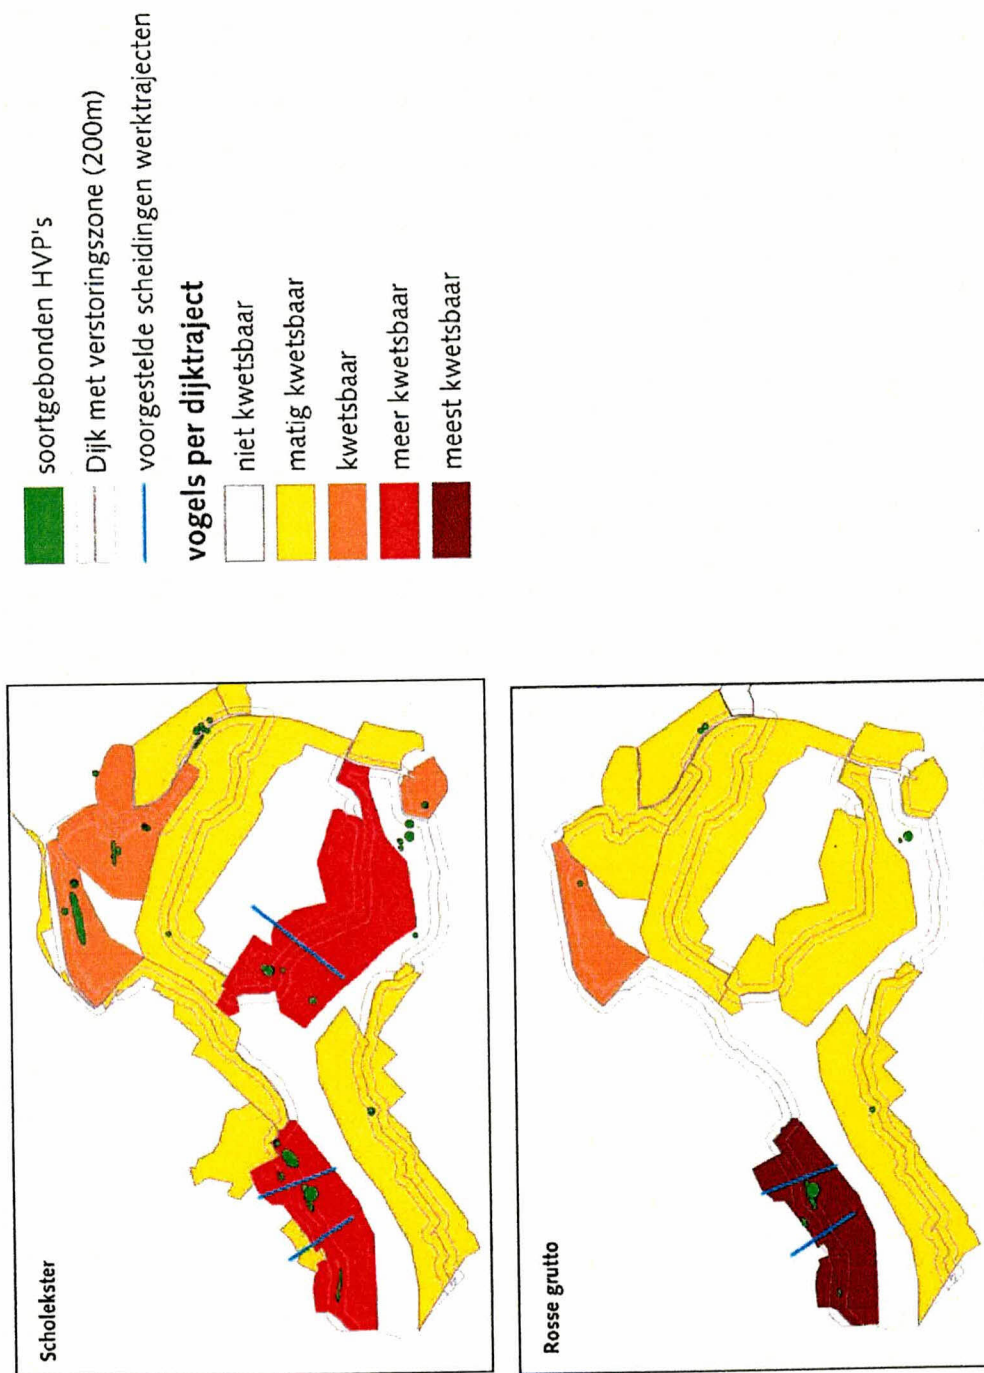 soortgebonden HVP's
Dijk met verstoringszone (200m)
voorgestelde scheidingen werktrajecten
vogels per dijktraject
niet kwetsbaar
matig kwetsbaar
kwetsbaar
meer kwetsbaar
meest kwetsbaar
Scholekster
Rosse grutto